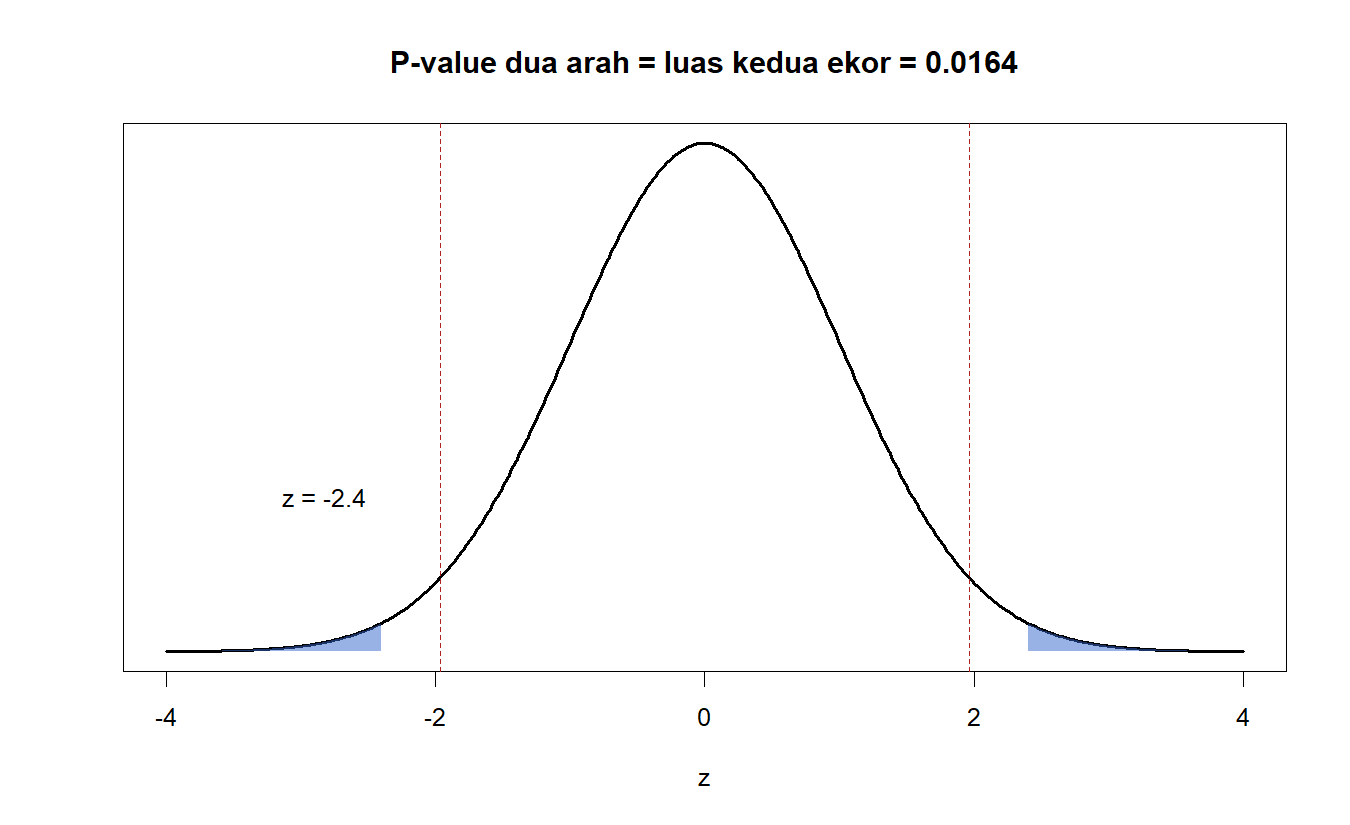 P-value dua arah = luas kedua ekor = 0.0164
z = -2.4
-4 -2 0 2 4
z